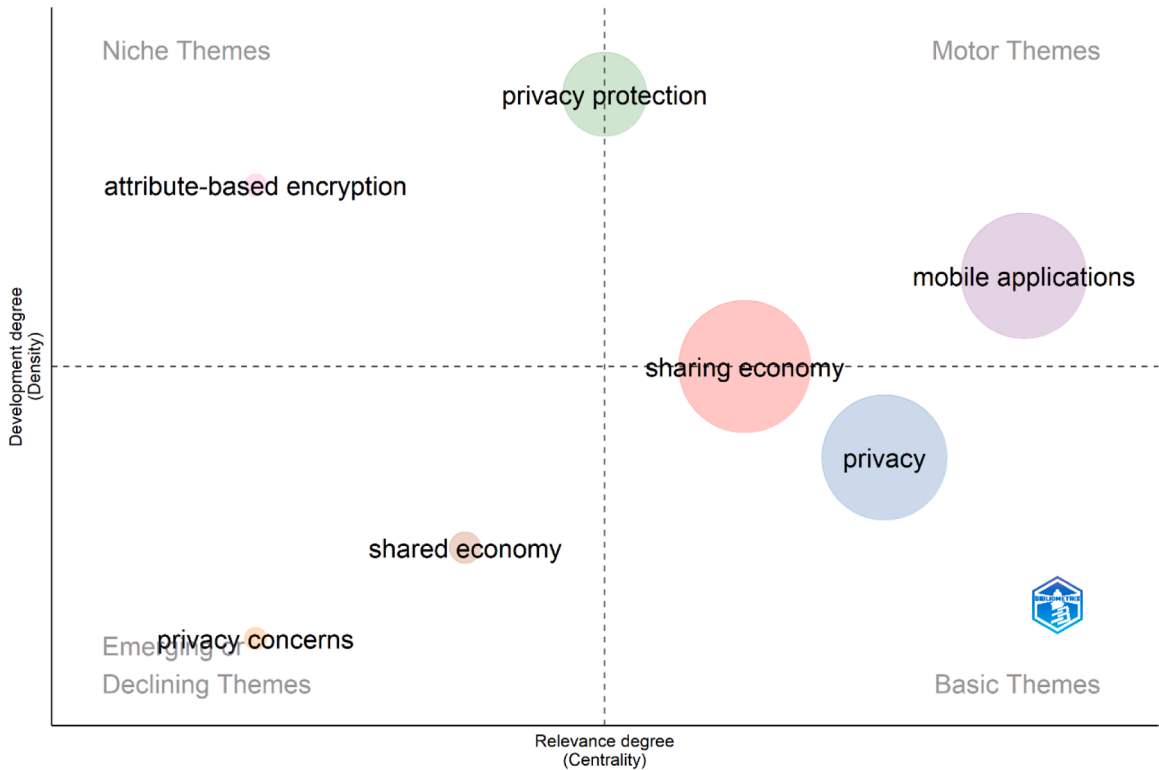 Niche Themes
Motor Themes
privacy protection
attribute-based encryption
mobile applications
sharing economy
privacy
shared economy
privacy concerns
Emerging or
Declining Themes
Basic Themes
BIBLIOMETRIX
Development degree
(Density)
Relevance degree
(Centrality)